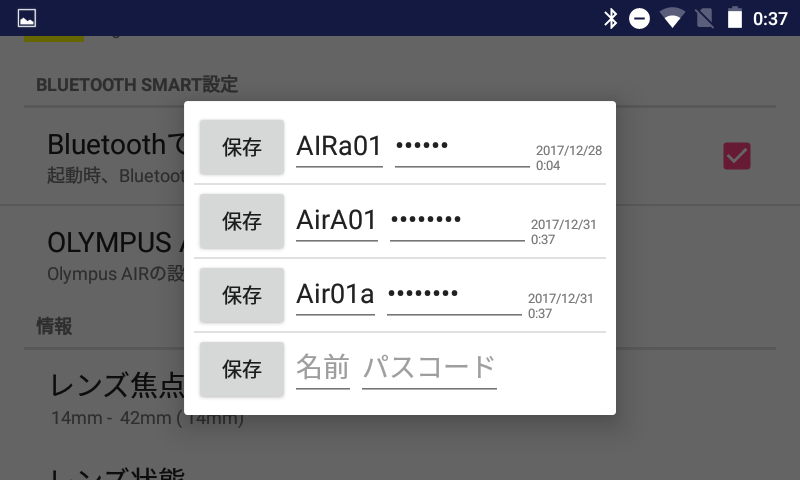 0:37
BLUETOOTH SMART設定
Bluetoothで
起動時、Bluetoot
保存 AIRa01 •••••• 2017/12/28 0:04
保存 AirA01 •••••••• 2017/12/31 0:37
保存 Air01a •••••••• 2017/12/31 0:37
保存 名前 パスコード
OLYMPUS A
Olympus AIRの設
情報
レンズ焦点
14mm - 42mm ( 14mm)
レンズ状態